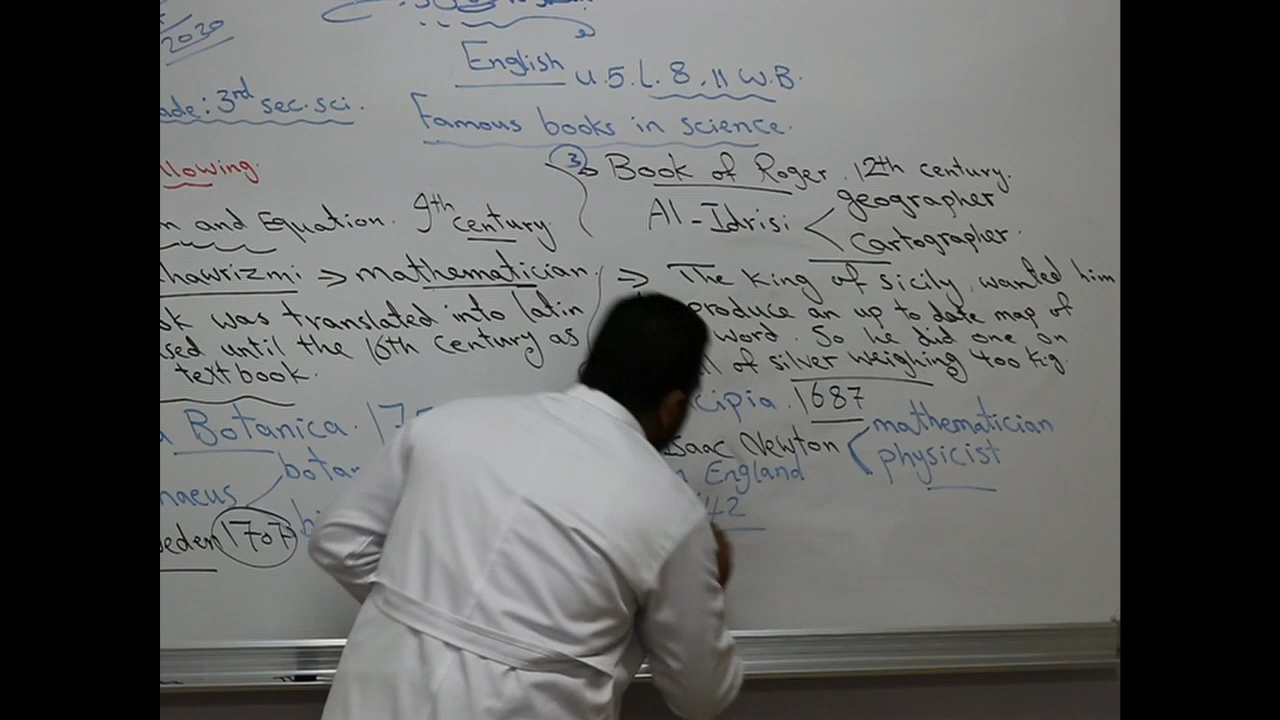 2020
English U.5.L.8.11 W.B.
ade: 3rd sec.sci.
Famous books in science.
llowing.
n and Equation. 9th century
hawrizmi => mathematician.
ok was translated into latin
sed until the 16th century as
textbook.
a Botanica. 17
bota
naeus
eden 1707
3 Book of Roger 12th century.
Al-Idrisi geographer
cartographer.
=> The king of sicily wanted him
produce an up to date map of
word. So he did one on
ll of silver weighing 400 kig.
cipia. 1687
saac Newton mathematician
physicist
n England
42